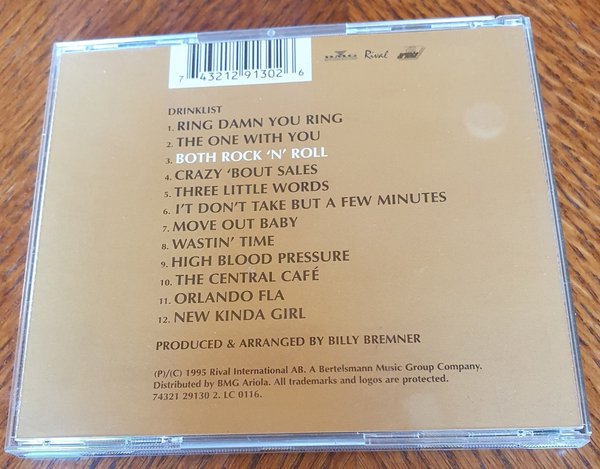 7 43212 91302 6
BMG Rival
DRINKLIST
1. RING DAMN YOU RING
2. THE ONE WITH YOU
3. BOTH ROCK 'N' ROLL
4. CRAZY 'BOUT SALES
5. THREE LITTLE WORDS
6. I'T DON'T TAKE BUT A FEW MINUTES
7. MOVE OUT BABY
8. WASTIN' TIME
9. HIGH BLOOD PRESSURE
10. THE CENTRAL CAFÉ
11. ORLANDO FLA
12. NEW KINDA GIRL
PRODUCED & ARRANGED BY BILLY BREMNER
(P)/(C) 1995 Rival International AB. A Bertelsmann Music Group Company.
Distributed by BMG Ariola. All trademarks and logos are protected.
74321 29130 2. LC 0116.